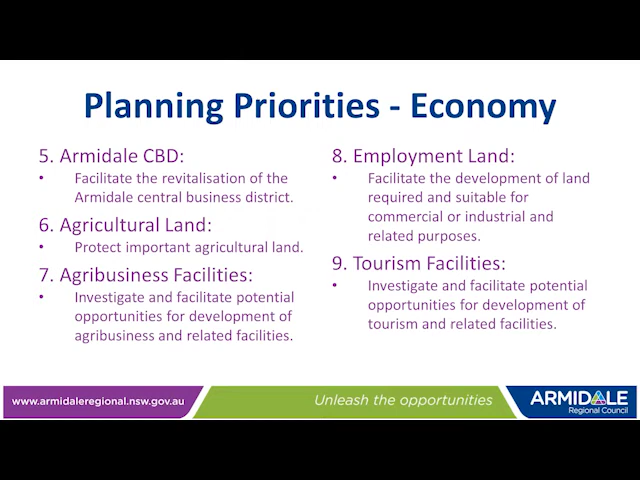 Planning Priorities - Economy
5. Armidale CBD:
• Facilitate the revitalisation of the
Armidale central business district.
6. Agricultural Land:
• Protect important agricultural land.
7. Agribusiness Facilities:
• Investigate and facilitate potential
opportunities for development of
agribusiness and related facilities.
8. Employment Land:
• Facilitate the development of land
required and suitable for
commercial or industrial and
related purposes.
9. Tourism Facilities:
• Investigate and facilitate potential
opportunities for development of
tourism and related facilities.
www.armidaleregional.nsw.gov.au
Unleash the opportunities
ARMIDALE
Regional Council